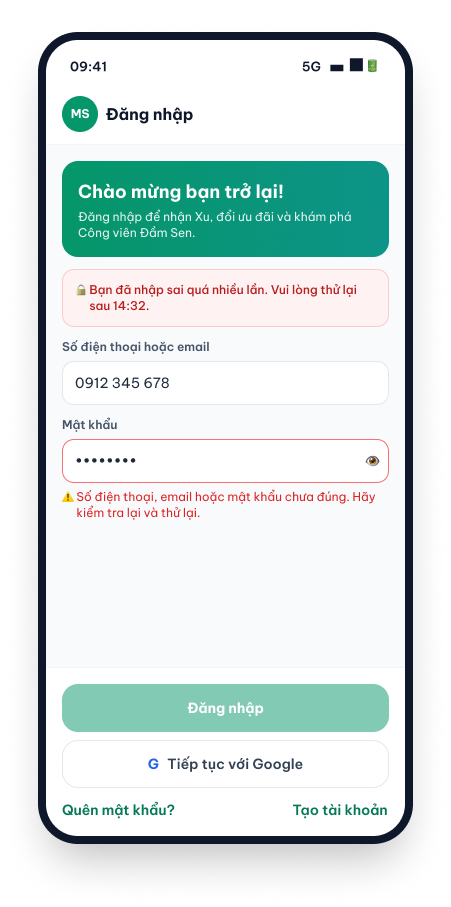 09:41
5G
MS
Đăng nhập
Chào mừng bạn trở lại!
Đăng nhập để nhận Xu, đổi ưu đãi và khám phá
Công viên Đầm Sen.
Bạn đã nhập sai quá nhiều lần. Vui lòng thử lại
sau 14:32.
Số điện thoại hoặc email
0912 345 678
Mật khẩu
••••••••
Số điện thoại, email hoặc mật khẩu chưa đúng. Hãy
kiểm tra lại và thử lại.
Đăng nhập
G Tiếp tục với Google
Quên mật khẩu?
Tạo tài khoản